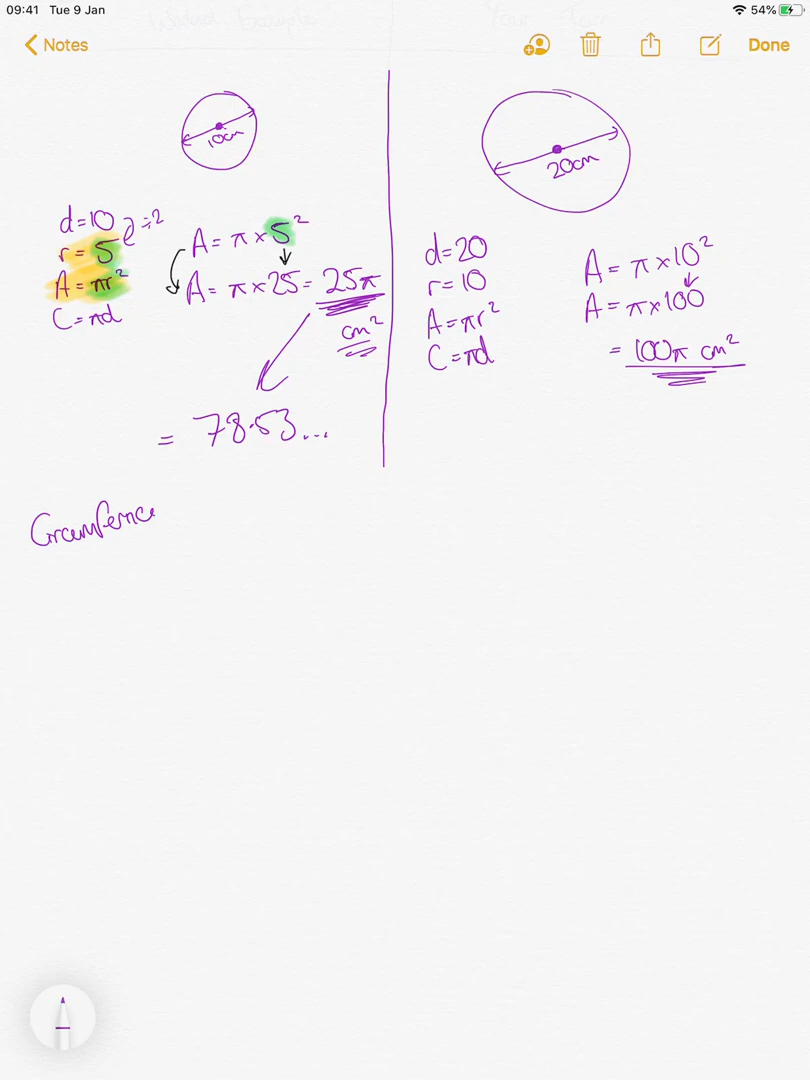 09:41 Tue 9 Jan
54%
Notes
Done
10cm
d=10
÷2
r=5
A=πr²
C=πd
A=π×5²
A=π×25=25π
cm²
=78.53...
20cm
d=20
r=10
A=πr²
C=πd
A=π×10²
A=π×100
=100π cm²